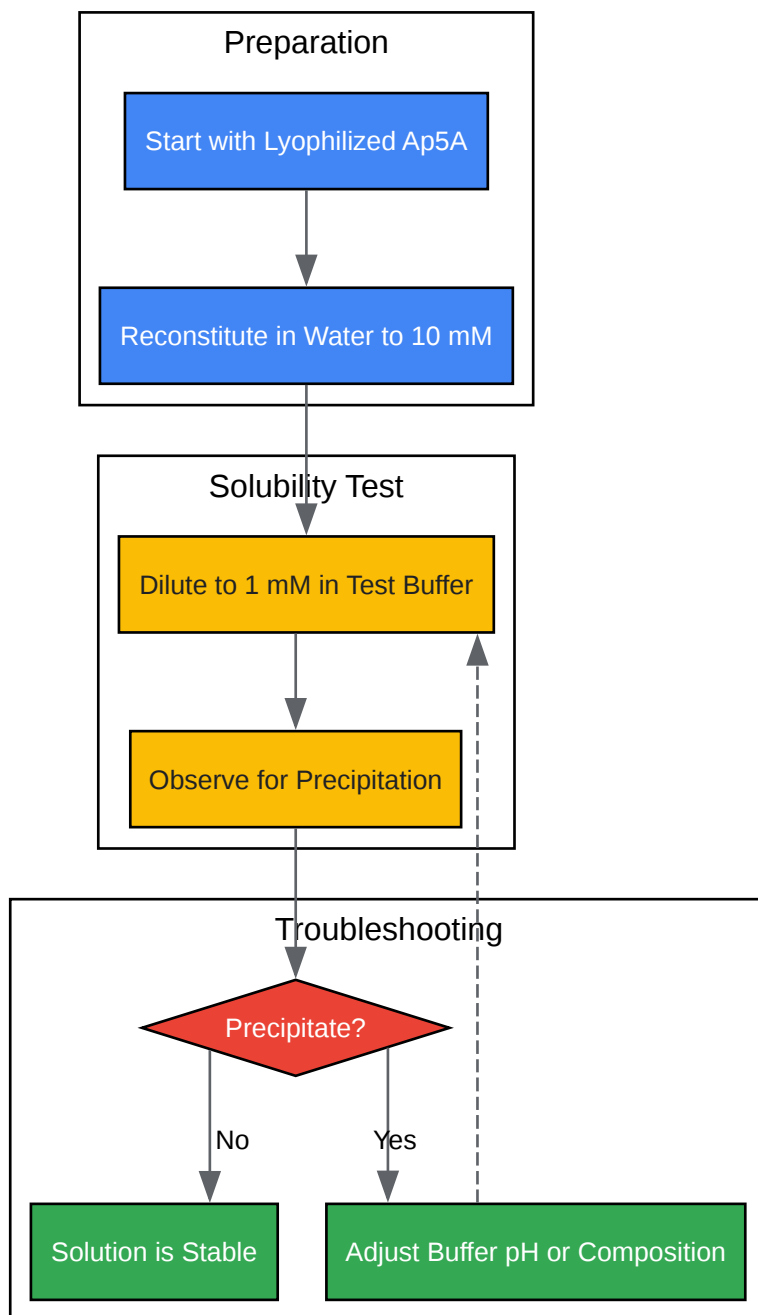 Preparation
Start with Lyophilized Ap5A
Reconstitute in Water to 10 mM
Solubility Test
Dilute to 1 mM in Test Buffer
Observe for Precipitation
Troubleshooting
Precipitate?
No
Yes
Solution is Stable
Adjust Buffer pH or Composition